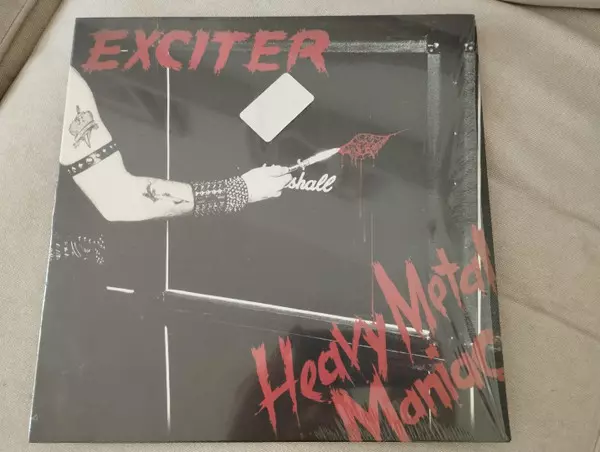 EXCITER
shall
Heavy Metal
Maniac